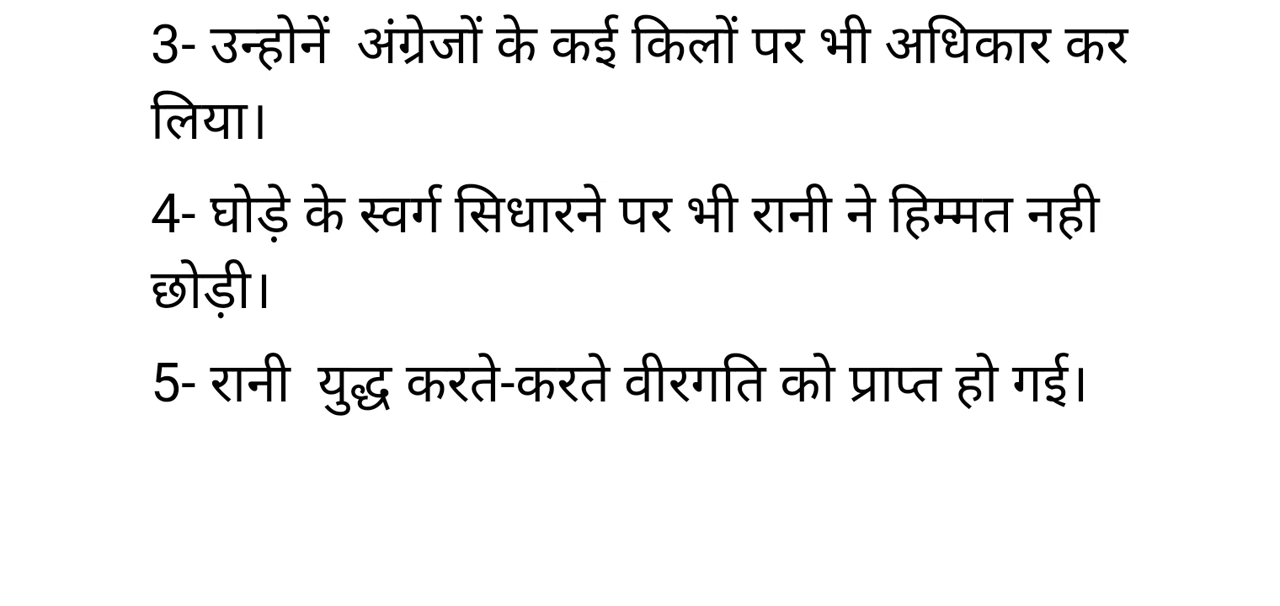 3- उन्होनें  अंग्रेजों के कई किलों पर भी अधिकार कर
लिया।
4- घोड़े के स्वर्ग सिधारने पर भी रानी ने हिम्मत नही
छोड़ी।
5- रानी  युद्ध करते-करते वीरगति को प्राप्त हो गई।